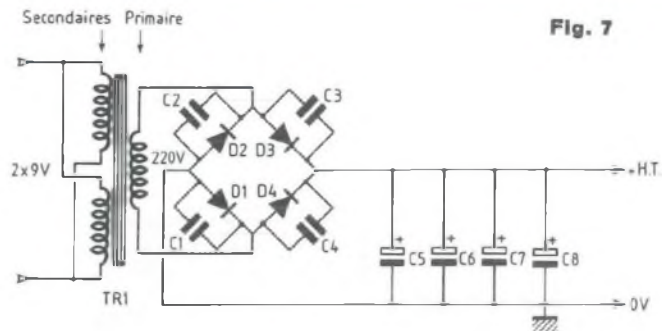 Secondaires Primaire
Fig. 7
C2
C3
2x9V
220V
D2 D3
D1 D4
+H.T.
C1
C4
C5 C6 C7 C8
TR1
0V